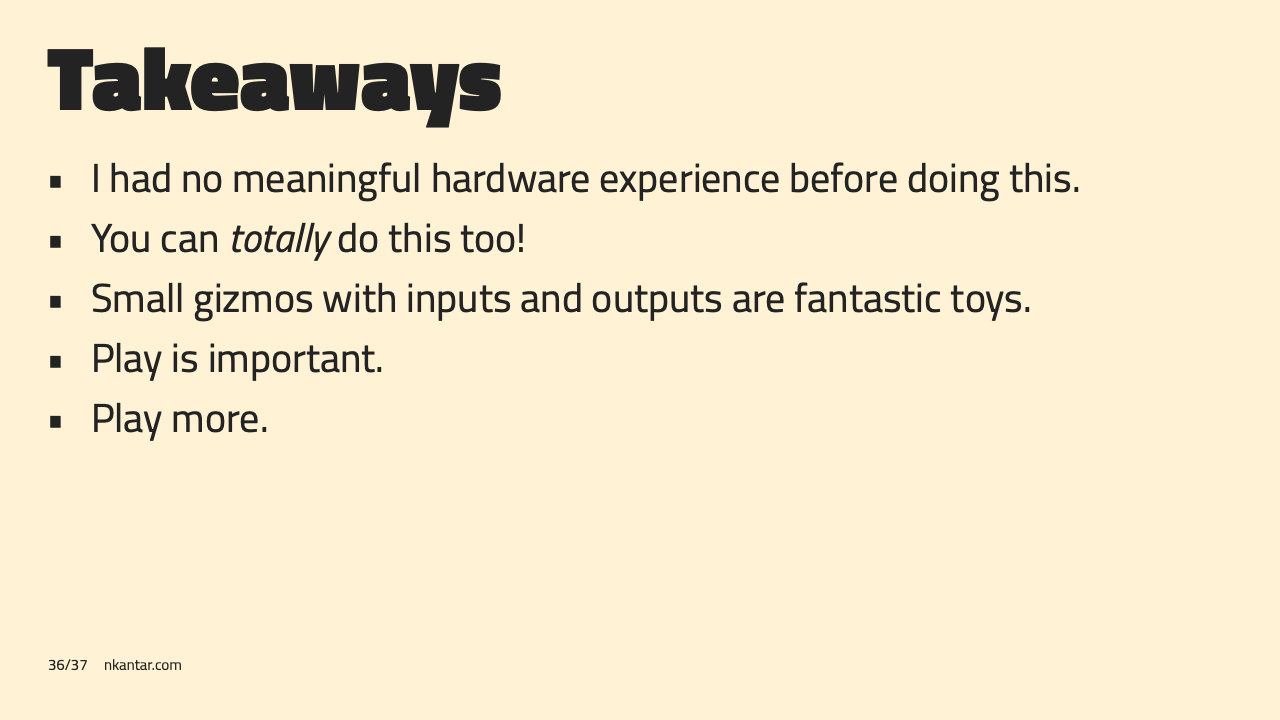 Takeaways
▪ I had no meaningful hardware experience before doing this.
▪ You can totally do this too!
▪ Small gizmos with inputs and outputs are fantastic toys.
▪ Play is important.
▪ Play more.
36/37 nkantar.com